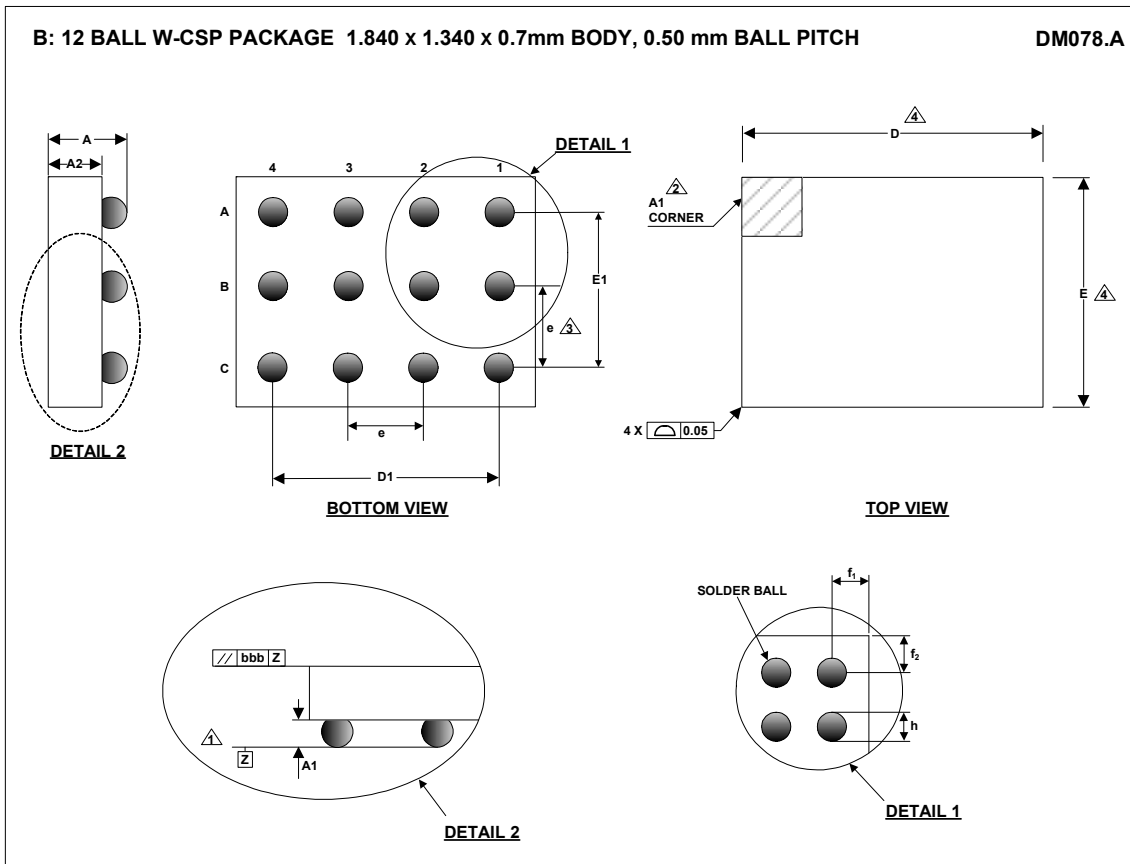 B: 12 BALL W-CSP PACKAGE 1.840 x 1.340 x 0.7mm BODY, 0.50 mm BALL PITCH
DM078.A
A
A2
DETAIL 2
DETAIL 1
4 3 2 1
A
B
C
E1
e 3
e
D1
BOTTOM VIEW
4
D
2
A1
CORNER
E 4
4 X 0.05
TOP VIEW
// bbb Z
1
Z
A1
DETAIL 2
SOLDER BALL
f₁
f₂
h
DETAIL 1